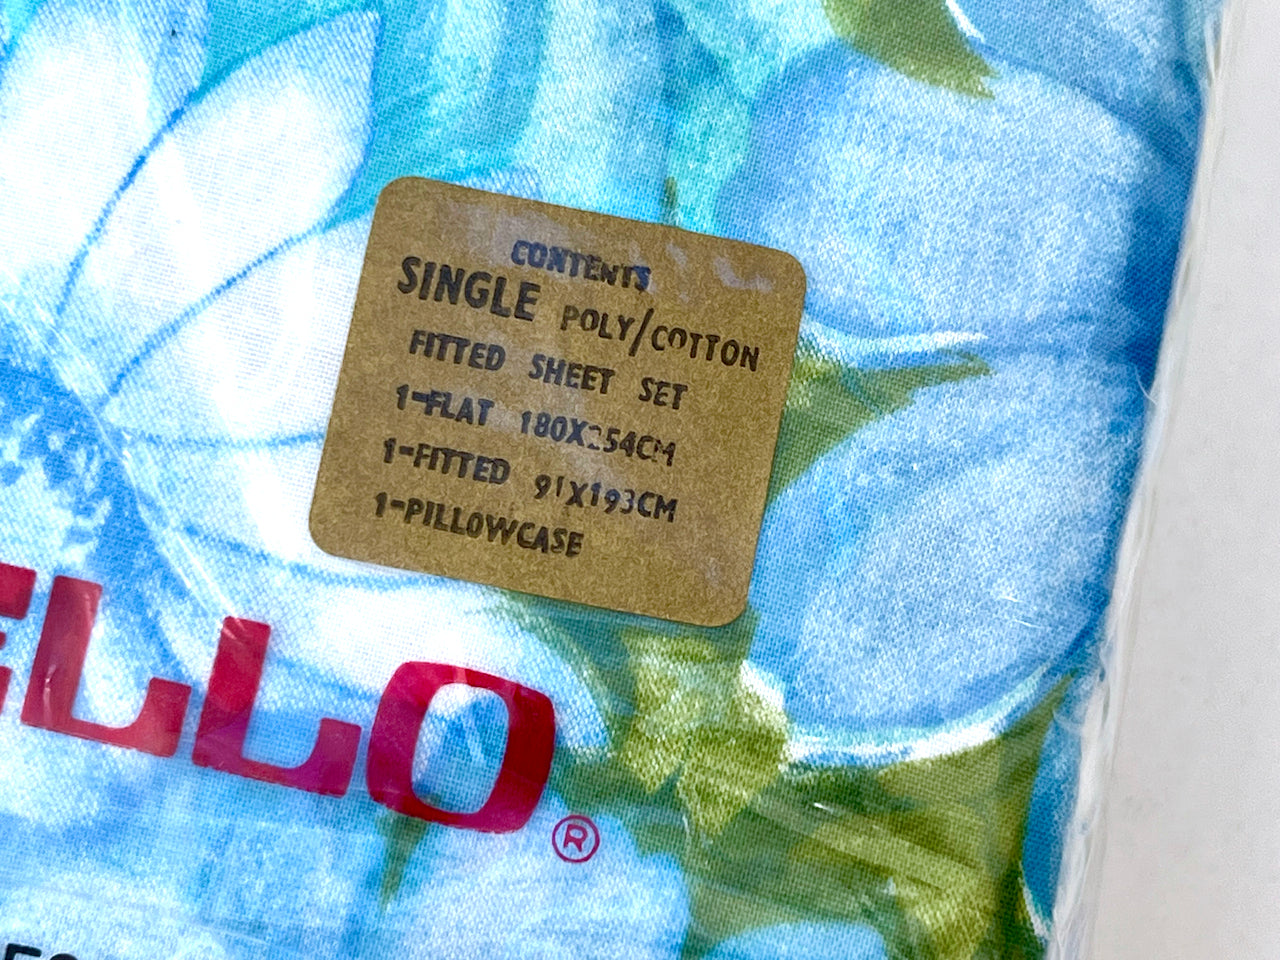 CONTENTS
SINGLE POLY/COTTON
FITTED SHEET SET
1-FLAT 180X254CM
1-FITTED 91X193CM
1-PILLOWCASE
ELLO
®